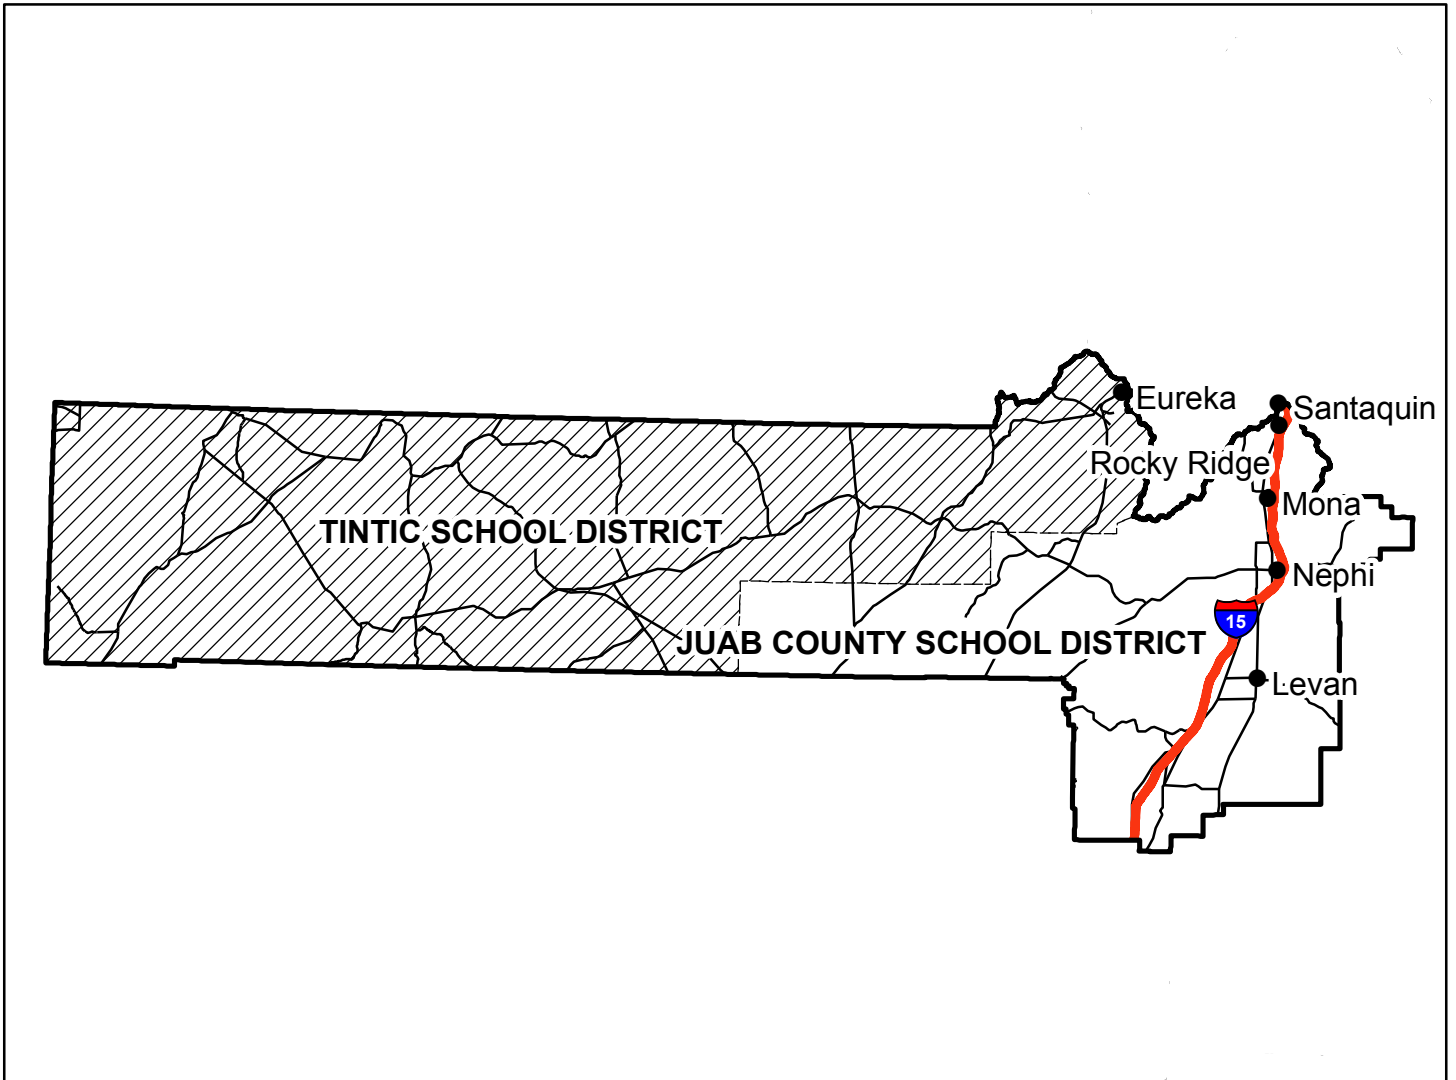 Eureka
Santaquin
Rocky Ridge
Mona
TINTIC SCHOOL DISTRICT
Nephi
15
JUAB COUNTY SCHOOL DISTRICT
Levan